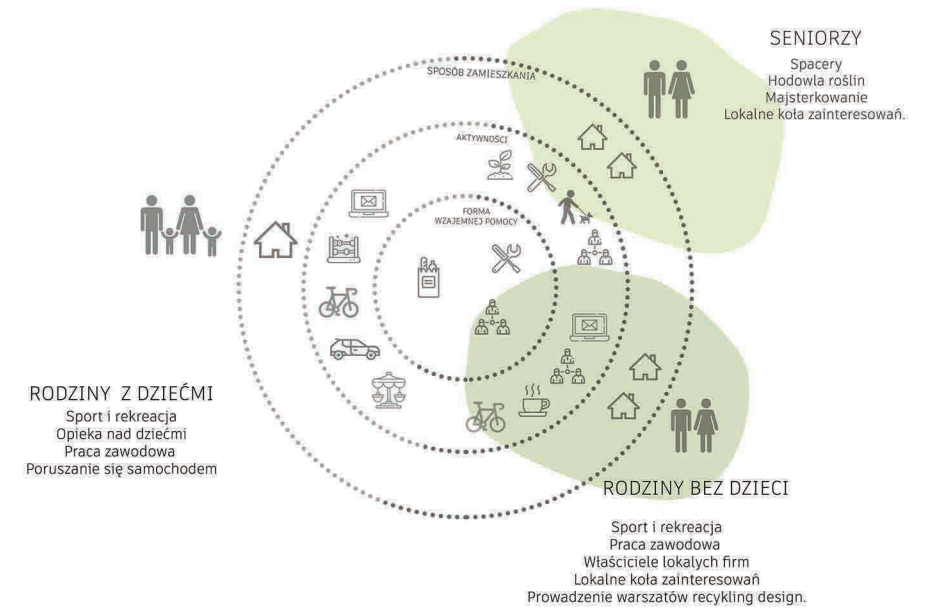 SENIORZY
Spacery
Hodowla roślin
Majsterkowanie
Lokalne koła zainteresowań.
SPOSÓB ZAMIESZKANIA
AKTYWNOŚCI
FORMA
WZAJEMNEJ POMOCY
RODZINY Z DZIEĆMI
Sport i rekreacja
Opieka nad dziećmi
Praca zawodowa
Poruszanie się samochodem
RODZINY BEZ DZIECI
Sport i rekreacja
Praca zawodowa
Właściciele lokalych firm
Lokalne koła zainteresowań
Prowadzenie warszatów recykling design.